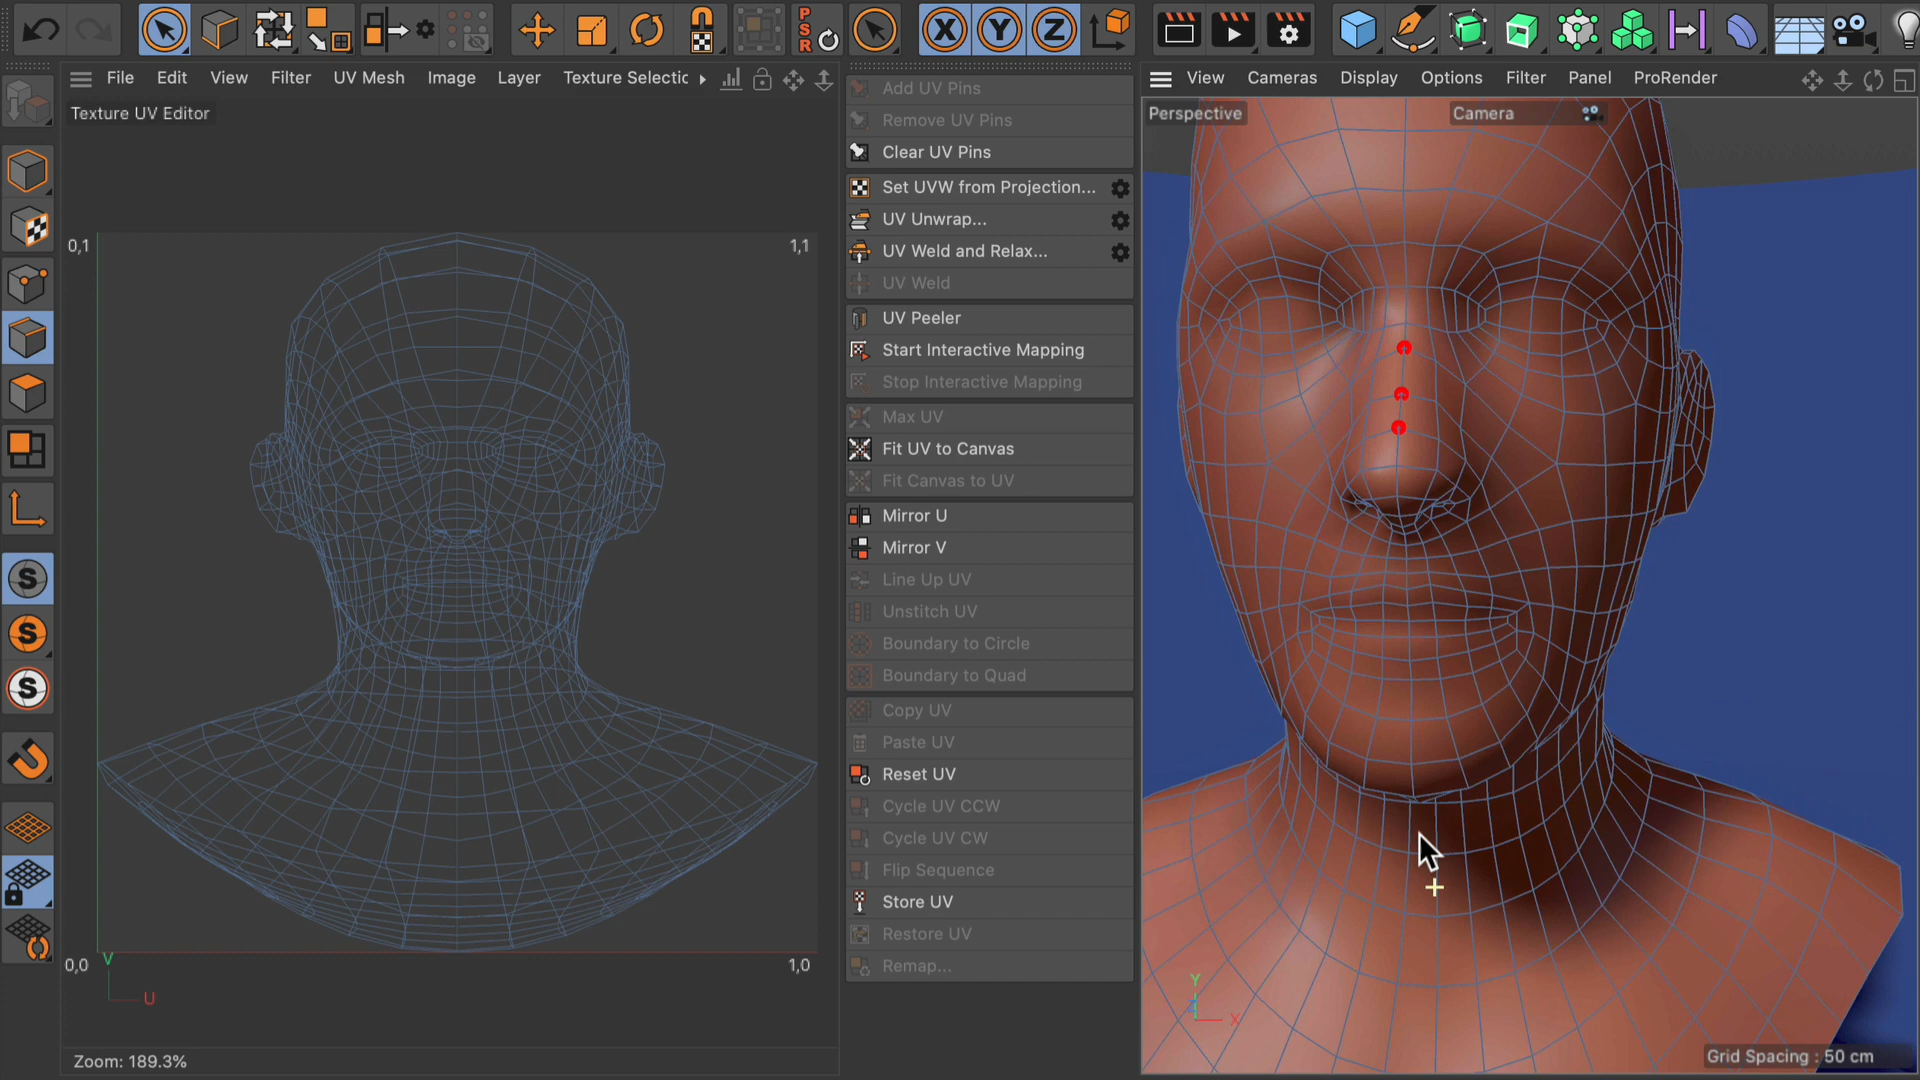 P
S
R
X
Y
Z
File
Edit
View
Filter
UV Mesh
Image
Layer
Texture Selectic
Texture UV Editor
0,1
1,1
0,0
1,0
V
U
Zoom: 189.3%
S
S
S
Add UV Pins
Remove UV Pins
Clear UV Pins
Set UVW from Projection...
UV Unwrap...
UV Weld and Relax...
UV Weld
UV Peeler
Start Interactive Mapping
Stop Interactive Mapping
Max UV
Fit UV to Canvas
Fit Canvas to UV
Mirror U
Mirror V
Line Up UV
Unstitch UV
Boundary to Circle
Boundary to Quad
Copy UV
Paste UV
Reset UV
Cycle UV CCW
Cycle UV CW
Flip Sequence
Store UV
Restore UV
Remap...
View
Cameras
Display
Options
Filter
Panel
ProRender
Perspective
Camera
Y
Z
X
Grid Spacing : 50 cm